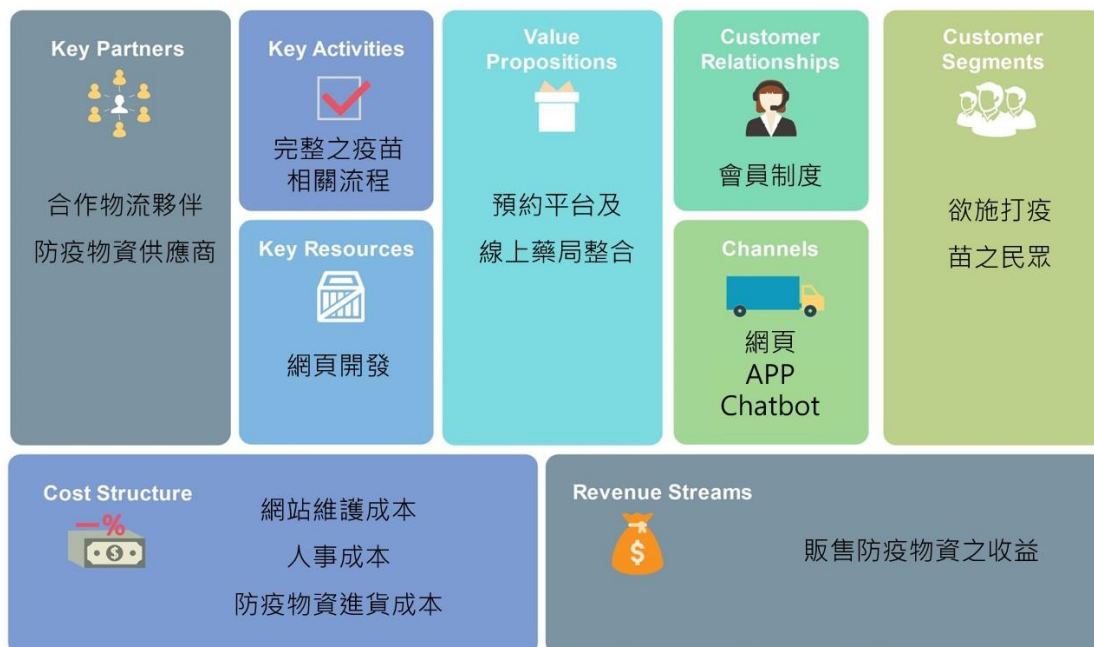 Key Partners
合作物流夥伴
防疫物資供應商
Key Activities
完整之疫苗
相關流程
Key Resources
網頁開發
Value
Propositions
預約平台及
線上藥局整合
Customer
Relationships
會員制度
Channels
網頁
APP
Chatbot
Customer
Segments
欲施打疫
苗之民眾
Cost Structure
—%
$
網站維護成本
人事成本
防疫物資進貨成本
Revenue Streams
$
販售防疫物資之收益